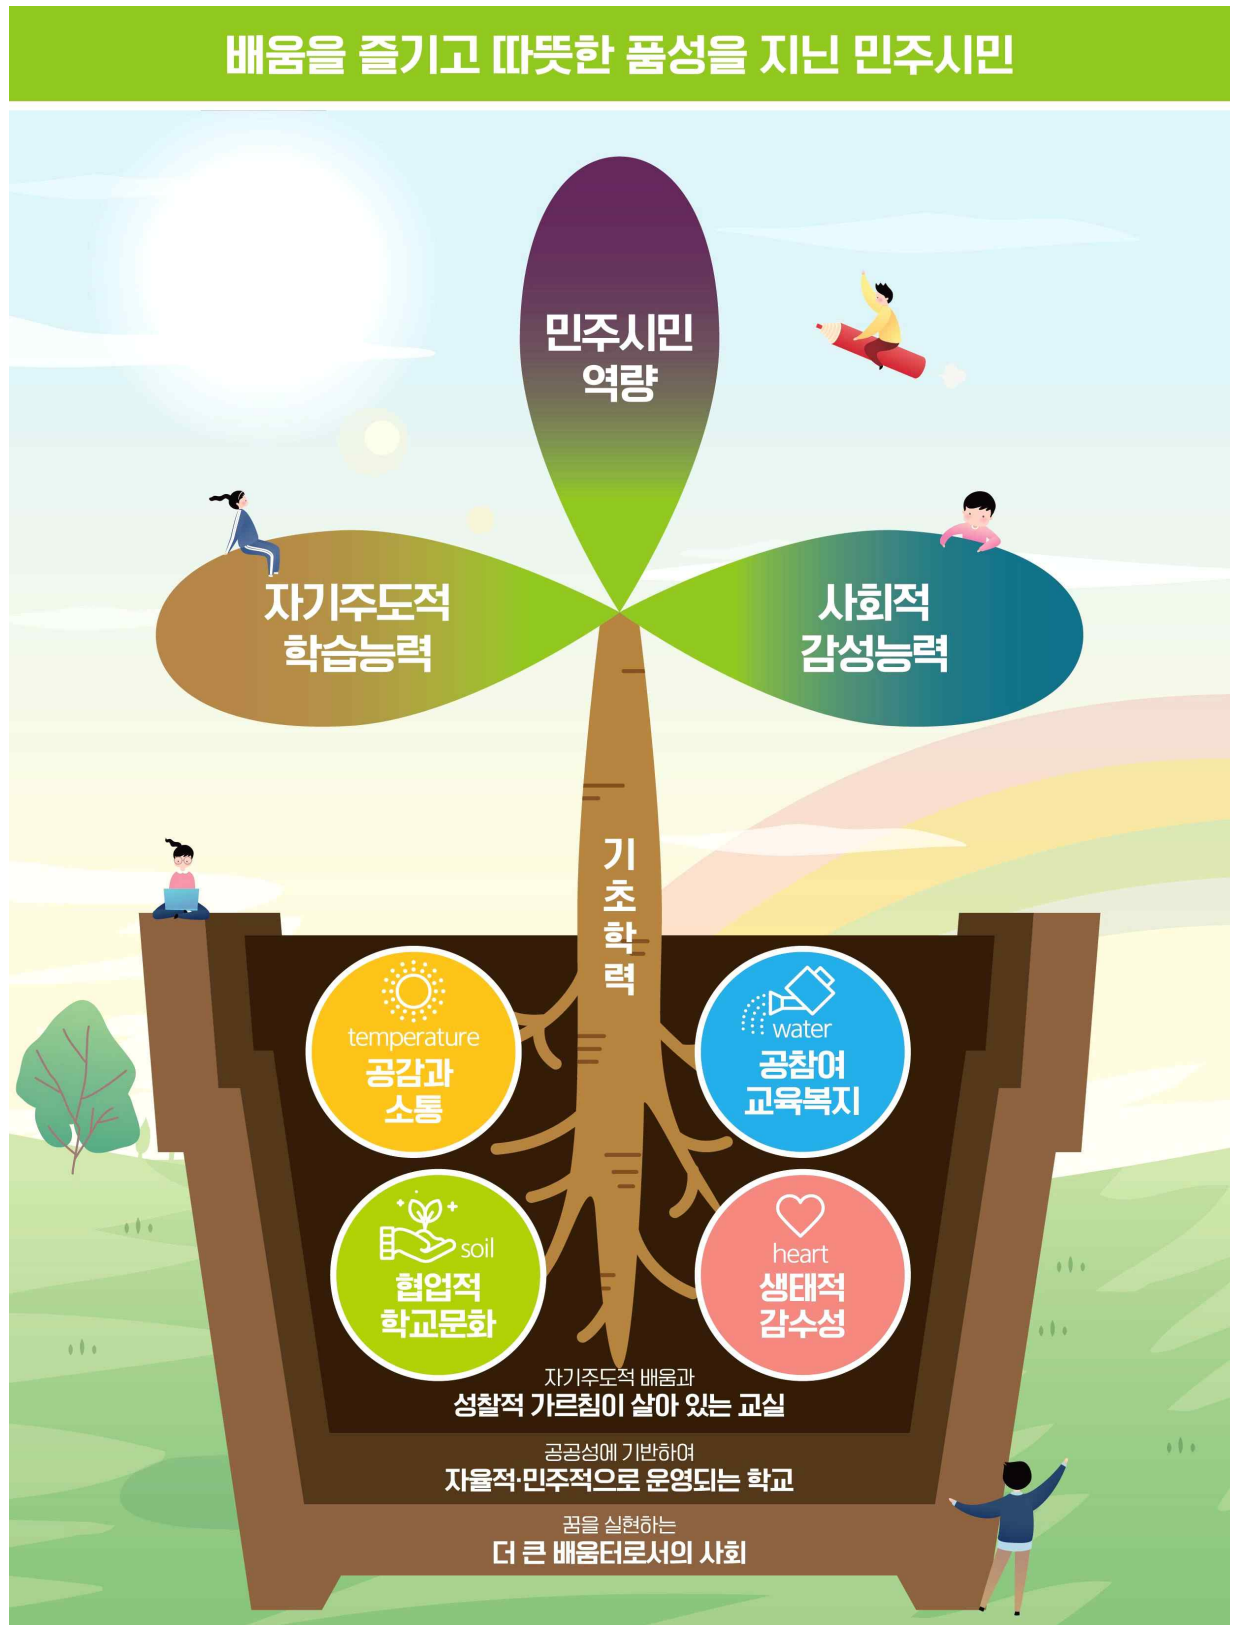 배움을 즐기고 따뜻한 품성을 지닌 민주시민
민주시민
역량
자기주도적
학습능력
사회적
감성능력
기초학력
temperature
공감과
소통
water
공참여
교육복지
soil
협업적
학교문화
heart
생태적
감수성
자기주도적 배움과
성찰적 가르침이 살아 있는 교실
공공성에 기반하여
자율적·민주적으로 운영되는 학교
꿈을 실현하는
더 큰 배움터로서의 사회